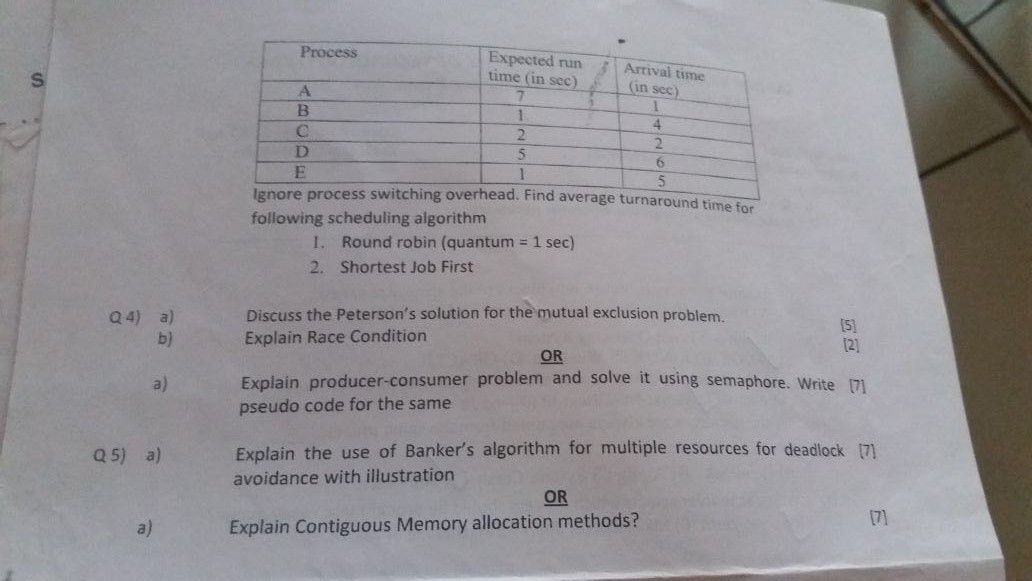 S
Process Expected run Arrival time
time (in sec) (in sec)
A 7 1
B 1 4
C 2 2
D 5 6
E 1 5
Ignore process switching overhead. Find average turnaround time for
following scheduling algorithm
1. Round robin (quantum = 1 sec)
2. Shortest Job First
Q 4) a) Discuss the Peterson's solution for the mutual exclusion problem. [5]
b) Explain Race Condition [2]
OR
a) Explain producer-consumer problem and solve it using semaphore. Write [7]
pseudo code for the same
Q 5) a) Explain the use of Banker's algorithm for multiple resources for deadlock [7]
avoidance with illustration
OR
a) Explain Contiguous Memory allocation methods? [7]